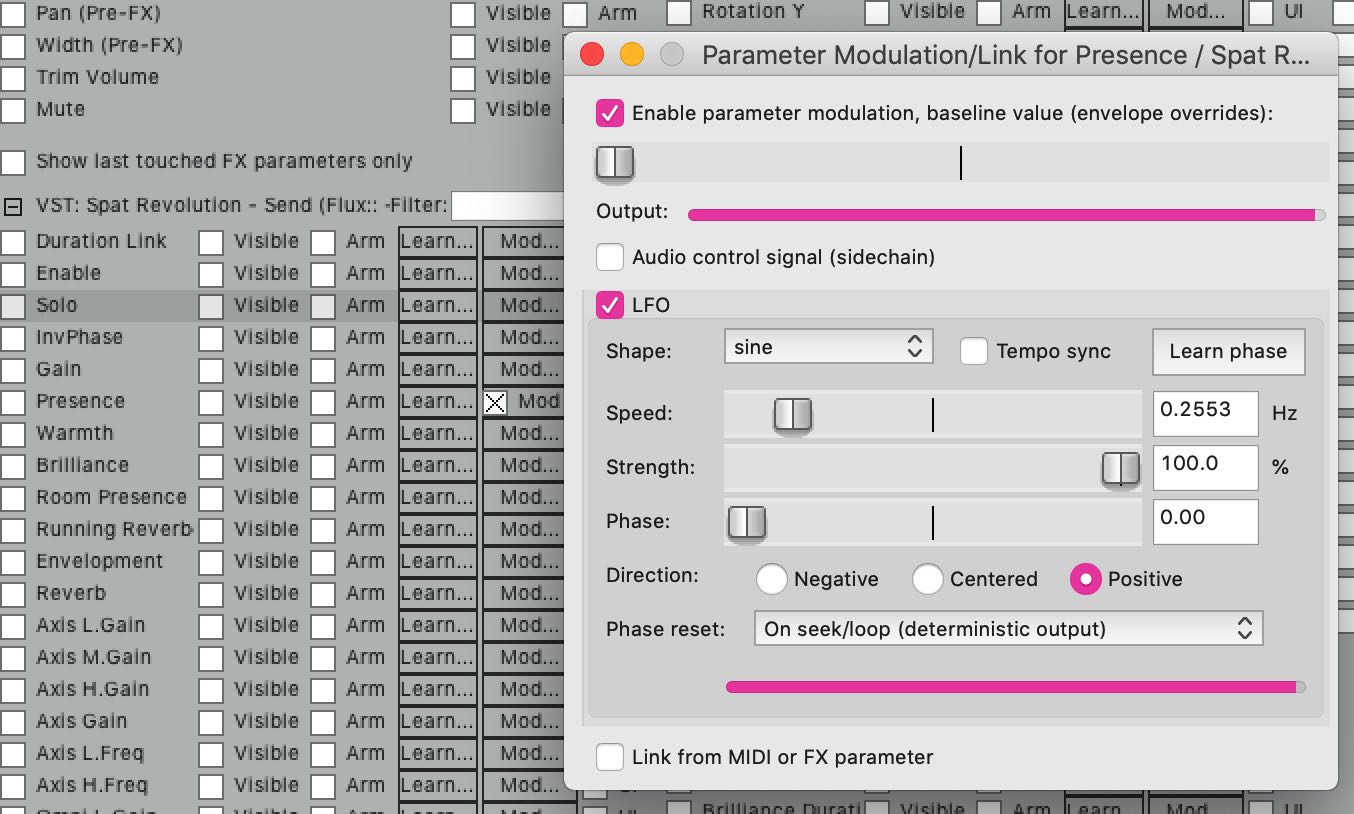 Pan (Pre-FX) Visible Arm Rotation Y Visible Arm Learn... Mod... UI
Width (Pre-FX) Visible
Trim Volume Visible
Mute Visible
Show last touched FX parameters only
VST: Spat Revolution - Send (Flux:: -Filter:
Duration Link Visible Arm Learn... Mod...
Enable Visible Arm Learn... Mod...
Solo Visible Arm Learn... Mod...
InvPhase Visible Arm Learn... Mod...
Gain Visible Arm Learn... Mod...
Presence Visible Arm Learn... Mod
Warmth Visible Arm Learn... Mod...
Brilliance Visible Arm Learn... Mod...
Room Presence Visible Arm Learn... Mod...
Running Reverb Visible Arm Learn... Mod...
Envelopment Visible Arm Learn... Mod...
Reverb Visible Arm Learn... Mod...
Axis L.Gain Visible Arm Learn... Mod...
Axis M.Gain Visible Arm Learn... Mod...
Axis H.Gain Visible Arm Learn... Mod...
Axis Gain Visible Arm Learn... Mod...
Axis L.Freq Visible Arm Learn... Mod...
Axis H.Freq Visible Arm Learn... Mod...
Omni L.Gain Visible Arm Learn... Mod... Brilliance Durati Visible Arm Learn... Mod... UI
Parameter Modulation/Link for Presence / Spat R...
Enable parameter modulation, baseline value (envelope overrides):
Output:
Audio control signal (sidechain)
LFO
Shape: sine Tempo sync Learn phase
Speed: 0.2553 Hz
Strength: 100.0 %
Phase: 0.00
Direction: Negative Centered Positive
Phase reset: On seek/loop (deterministic output)
Link from MIDI or FX parameter